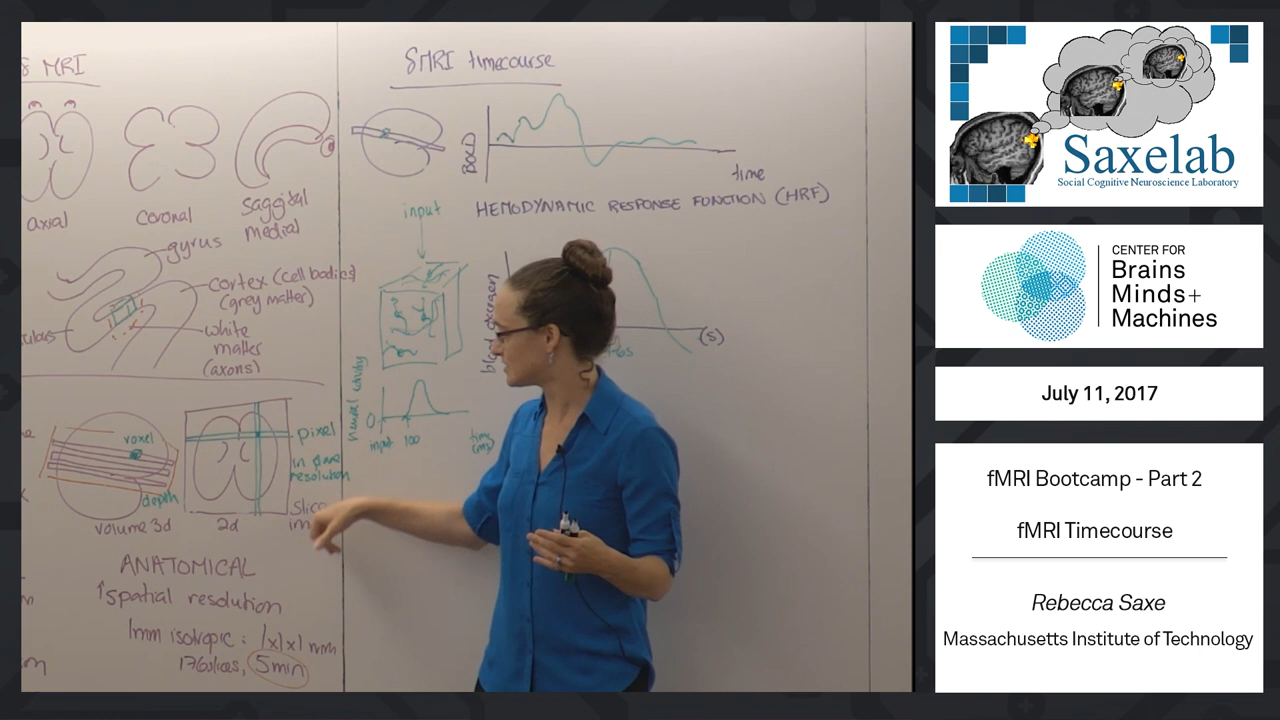 MRI
axial
Coronal
Saggital
medial
gyrus
cortex (cell bodies)
(grey matter)
white
matter
(axons)
voxel
depth
volume 3d
pixel
in plane
resolution
2d
ANATOMICAL
↑spatial resolution
1mm isotropic : 1x1x1 mm
176slices, 5min
fMRI timecourse
BOLD
time
HEMODYNAMIC RESPONSE FUNCTION (HRF)
input
neural activity
0
input 100
time
(ms)
blood oxygen
(s)
Saxelab
Social Cognitive Neuroscience Laboratory
CENTER FOR
Brains
Minds+
Machines
July 11, 2017
fMRI Bootcamp - Part 2
fMRI Timecourse
Rebecca Saxe
Massachusetts Institute of Technology